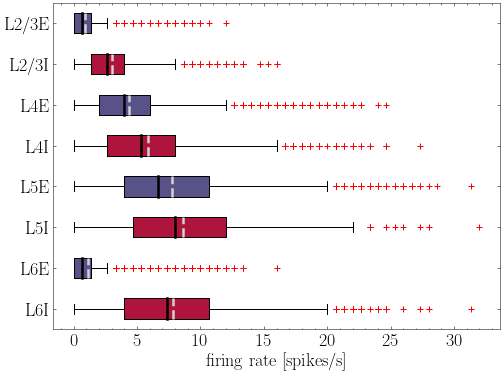 L2/3E
L2/3I
L4E
L4I
L5E
L5I
L6E
L6I
0 5 10 15 20 25 30
firing rate [spikes/s]